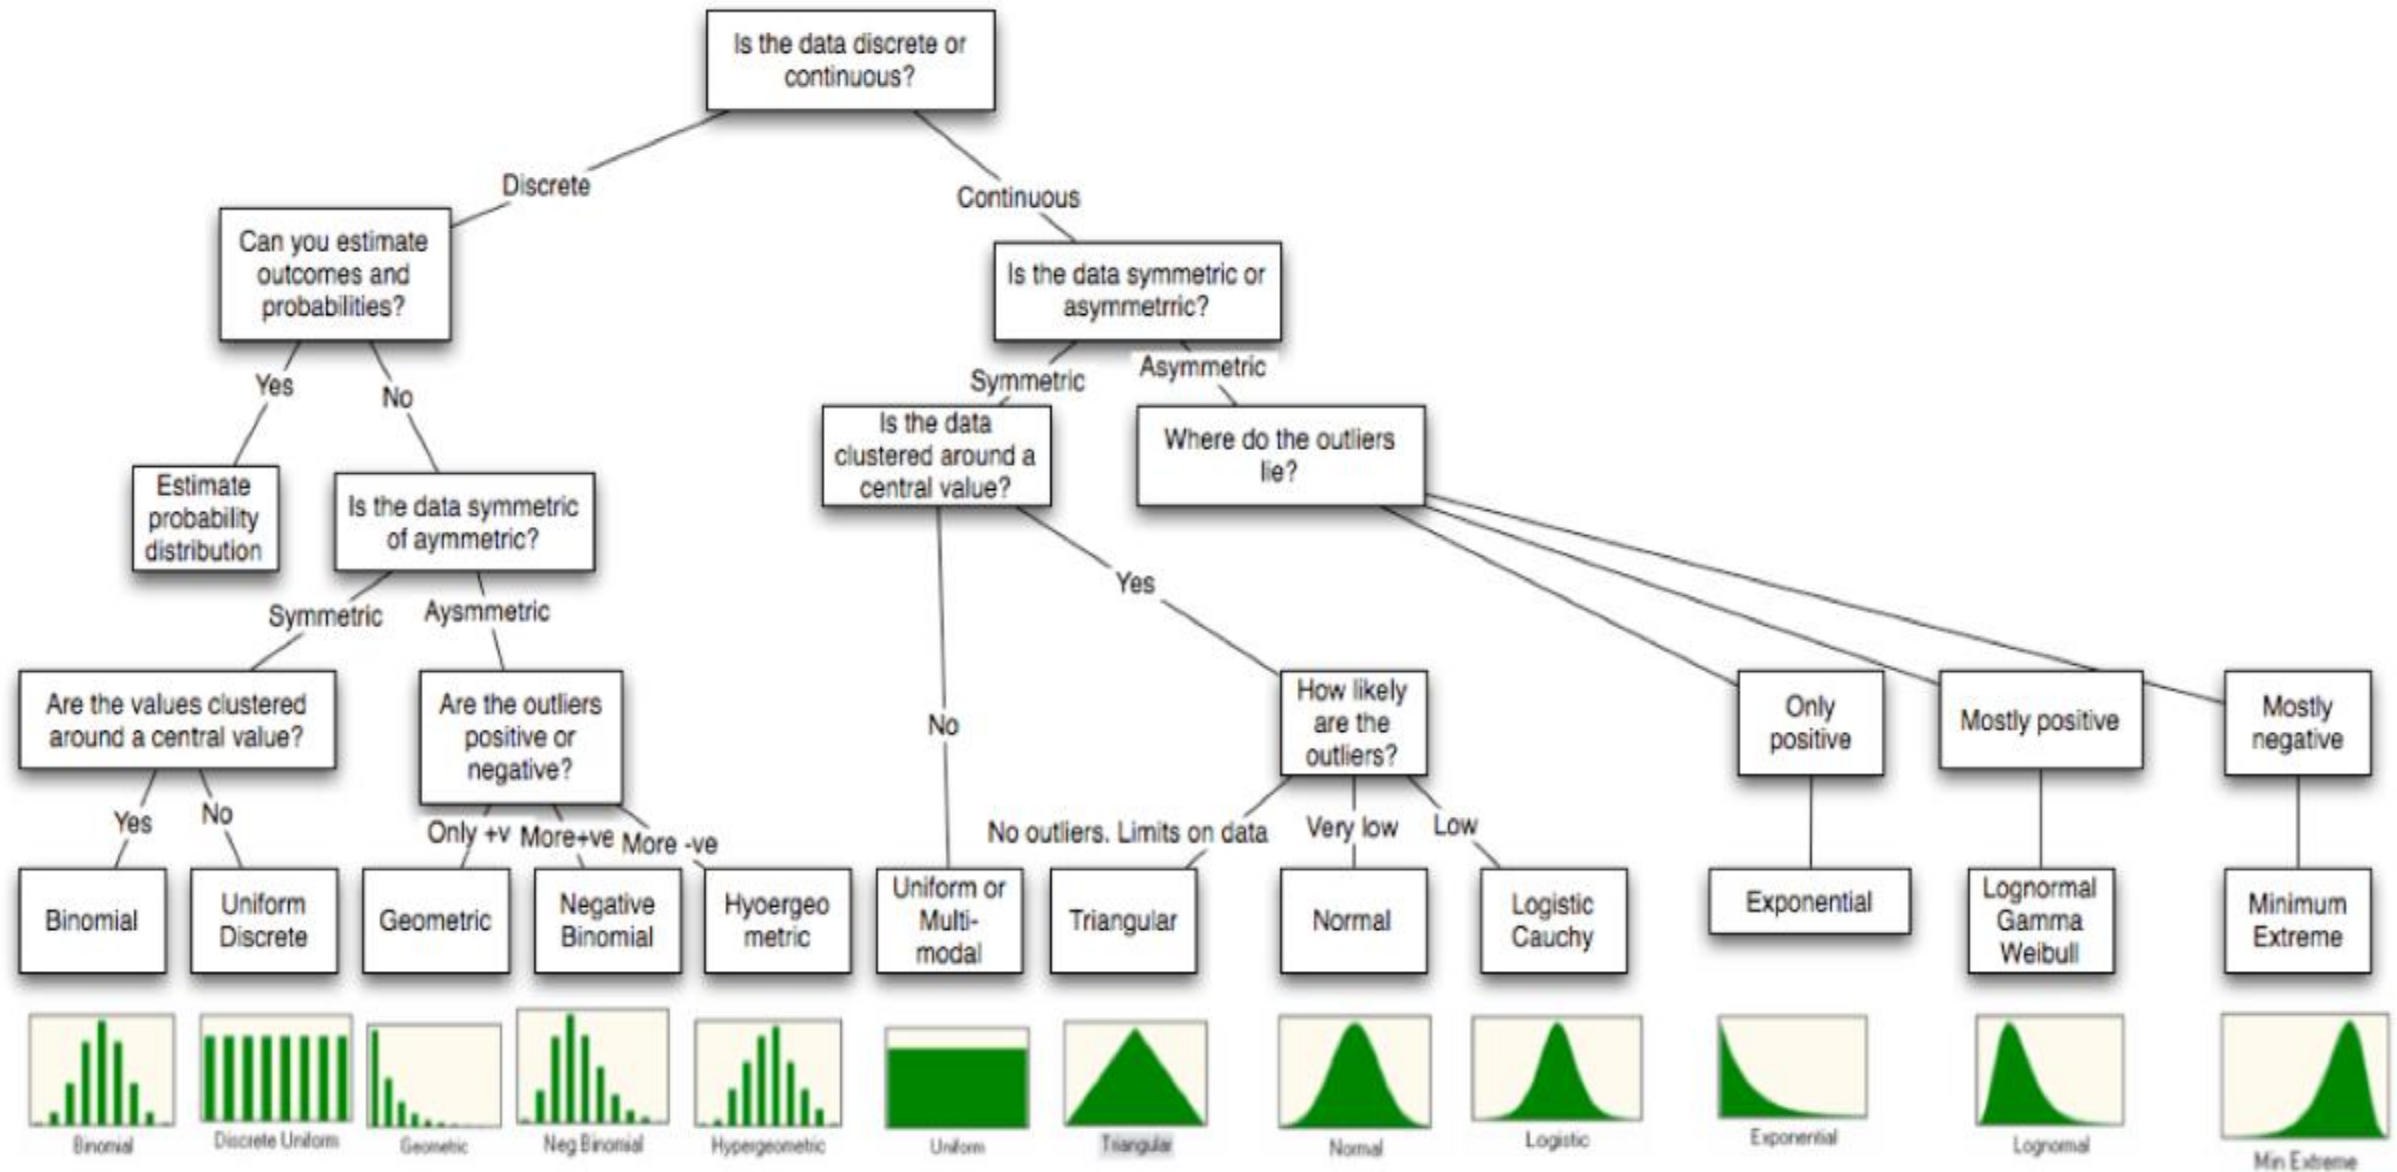 Is the data discrete or
continuous?
Discrete
Continuous
Can you estimate
outcomes and
probabilities?
Is the data symmetric or
asymmetrric?
Yes
No
Symmetric
Asymmetric
Is the data
clustered around a
central value?
Where do the outliers
lie?
Estimate
probability
distribution
Is the data symmetric
of aymmetric?
Yes
Symmetric
Aysmmetric
Are the values clustered
around a central value?
Are the outliers
positive or
negative?
No
How likely
are the
outliers?
Only
positive
Mostly positive
Mostly
negative
Yes
No
Only +v
More+ve
More -ve
No outliers. Limits on data
Very low
Low
Binomial
Uniform
Discrete
Geometric
Negative
Binomial
Hyoergeo
metric
Uniform or
Multi-
modal
Triangular
Normal
Logistic
Cauchy
Exponential
Lognormal
Gamma
Weibull
Minimum
Extreme
Binomial
Discrete Uniform
Geometric
Neg Binomial
Hypergeometric
Uniform
Triangular
Normal
Logistic
Exponential
Lognormal
Min Extreme